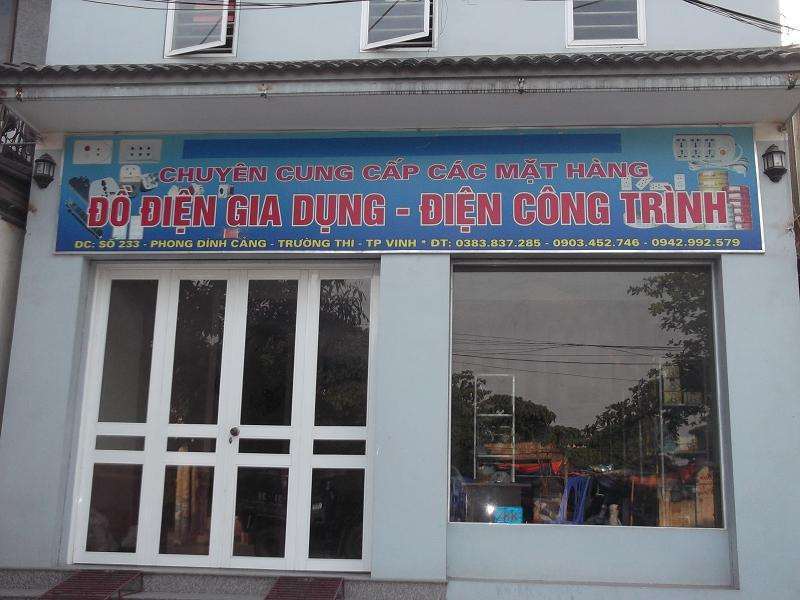 CHUYÊN CUNG CẤP CÁC MẶT HÀNG
ĐỒ ĐIỆN GIA DỤNG - ĐIỆN CÔNG TRÌNH
ĐC: SỐ 233 - PHONG ĐÌNH CẢNG - TRƯỜNG THI - TP VINH * ĐT: 0383.837.285 - 0903.452.746 - 0942.992.579